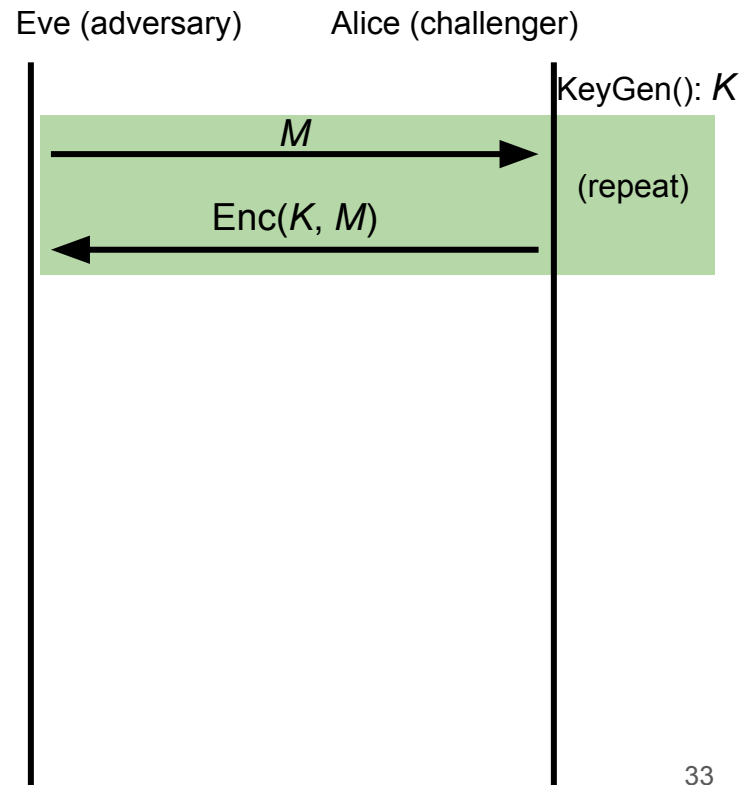 Eve (adversary) Alice (challenger)
KeyGen(): K
M
(repeat)
Enc(K, M)
33